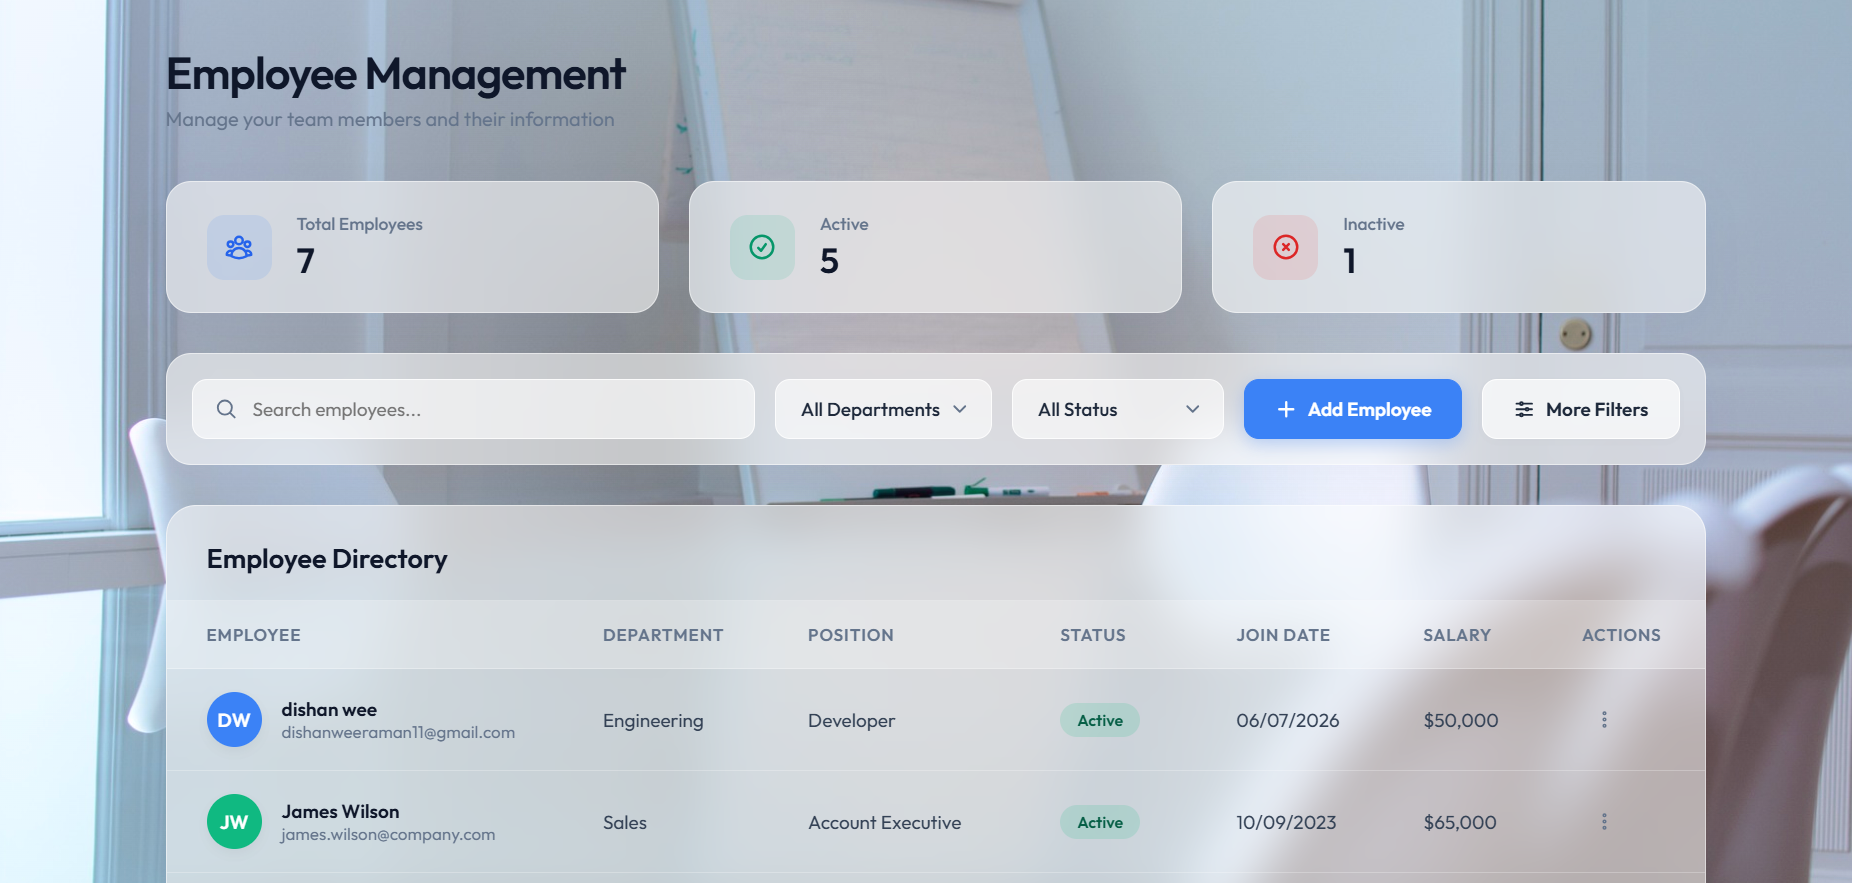 Employee Management
Manage your team members and their information
Total Employees
7
Active
5
Inactive
1
Search employees...
All Departments
All Status
Add Employee
More Filters
Employee Directory
EMPLOYEE DEPARTMENT POSITION STATUS JOIN DATE SALARY ACTIONS
DW dishan wee Engineering Developer Active 06/07/2026 $50,000
dishanweeraman11@gmail.com
JW James Wilson Sales Account Executive Active 10/09/2023 $65,000
james.wilson@company.com